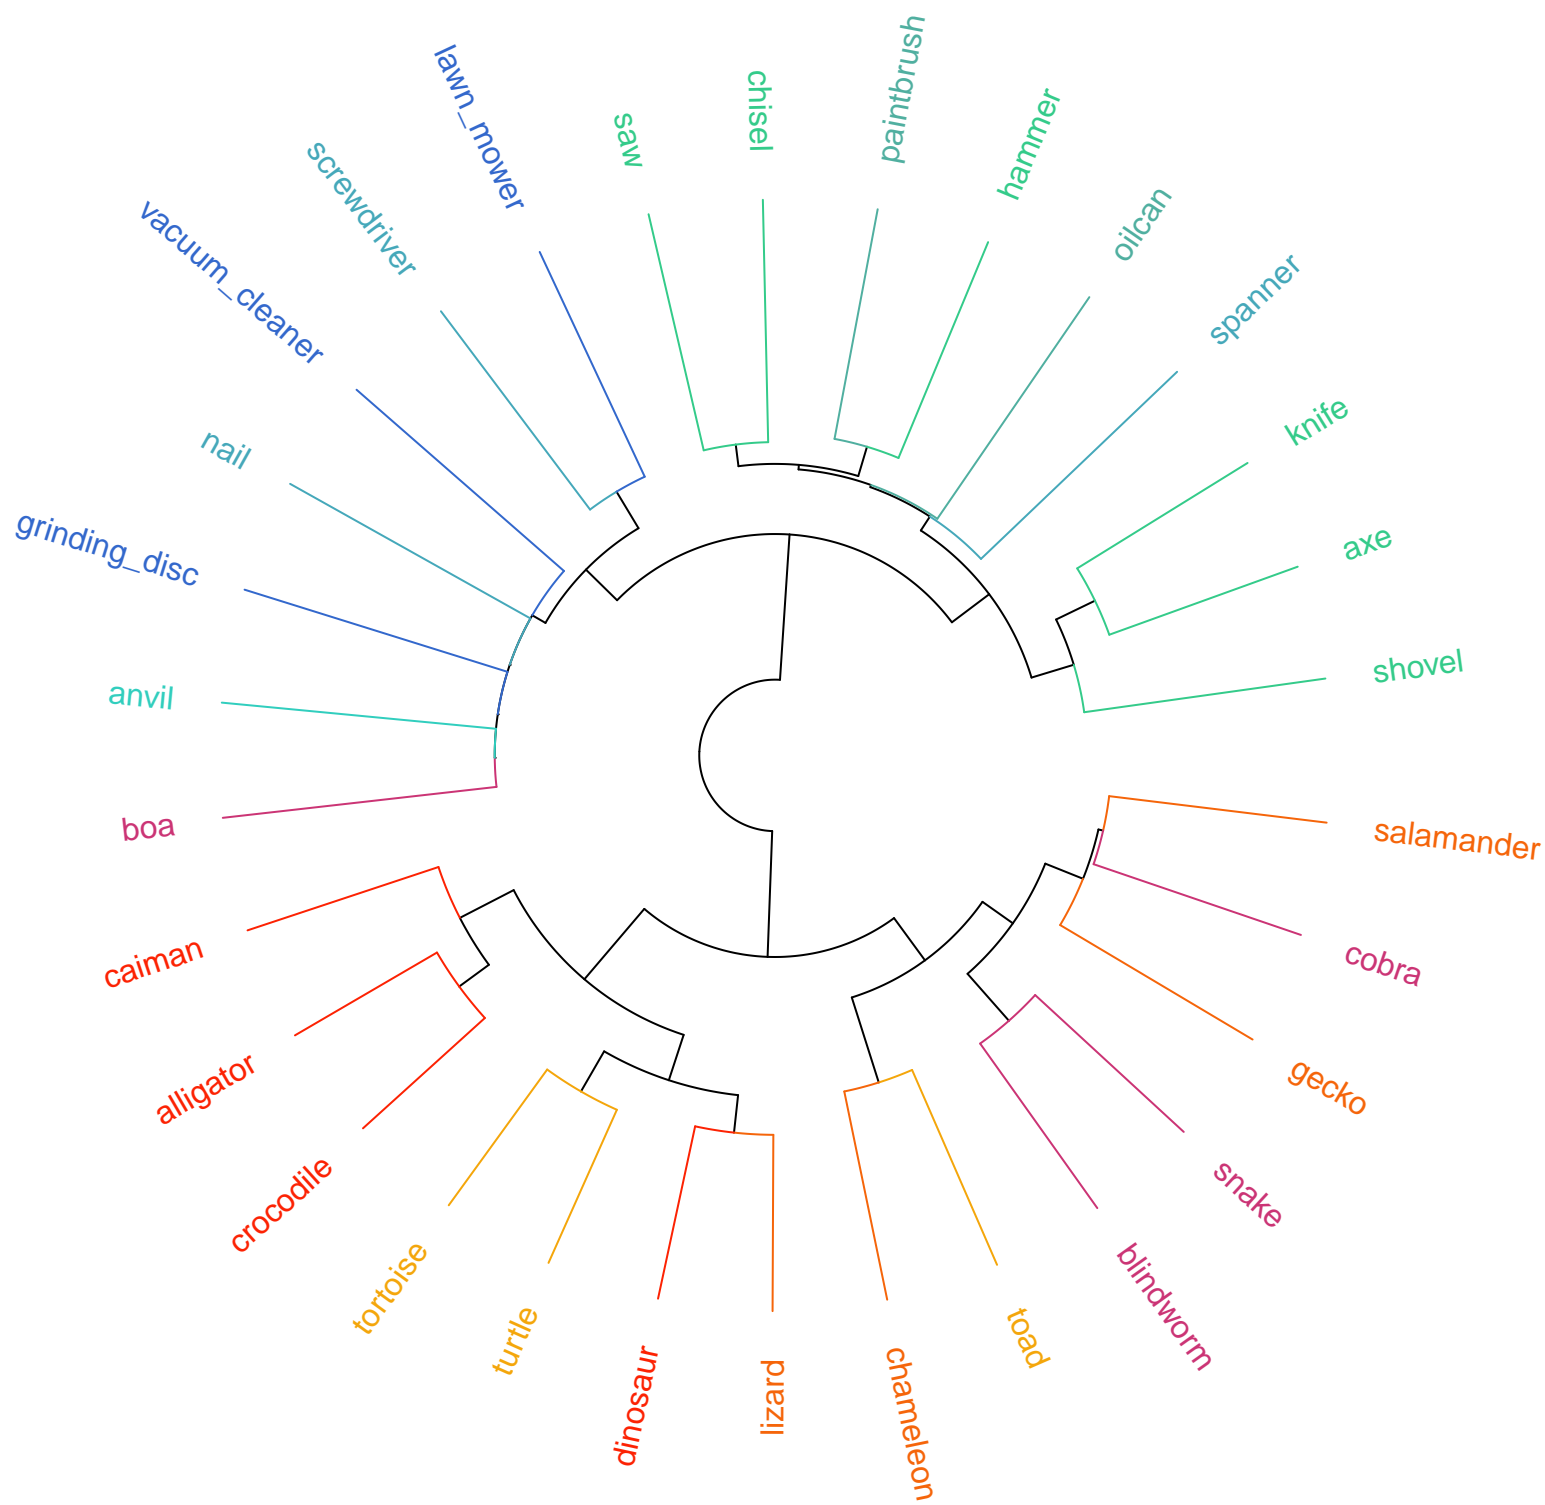 lawn_mower
saw
chisel
paintbrush
hammer
oilcan
spanner
knife
axe
shovel
salamander
cobra
gecko
snake
blindworm
toad
chameleon
lizard
dinosaur
turtle
tortoise
crocodile
alligator
caiman
boa
anvil
grinding_disc
nail
vacuum_cleaner
screwdriver